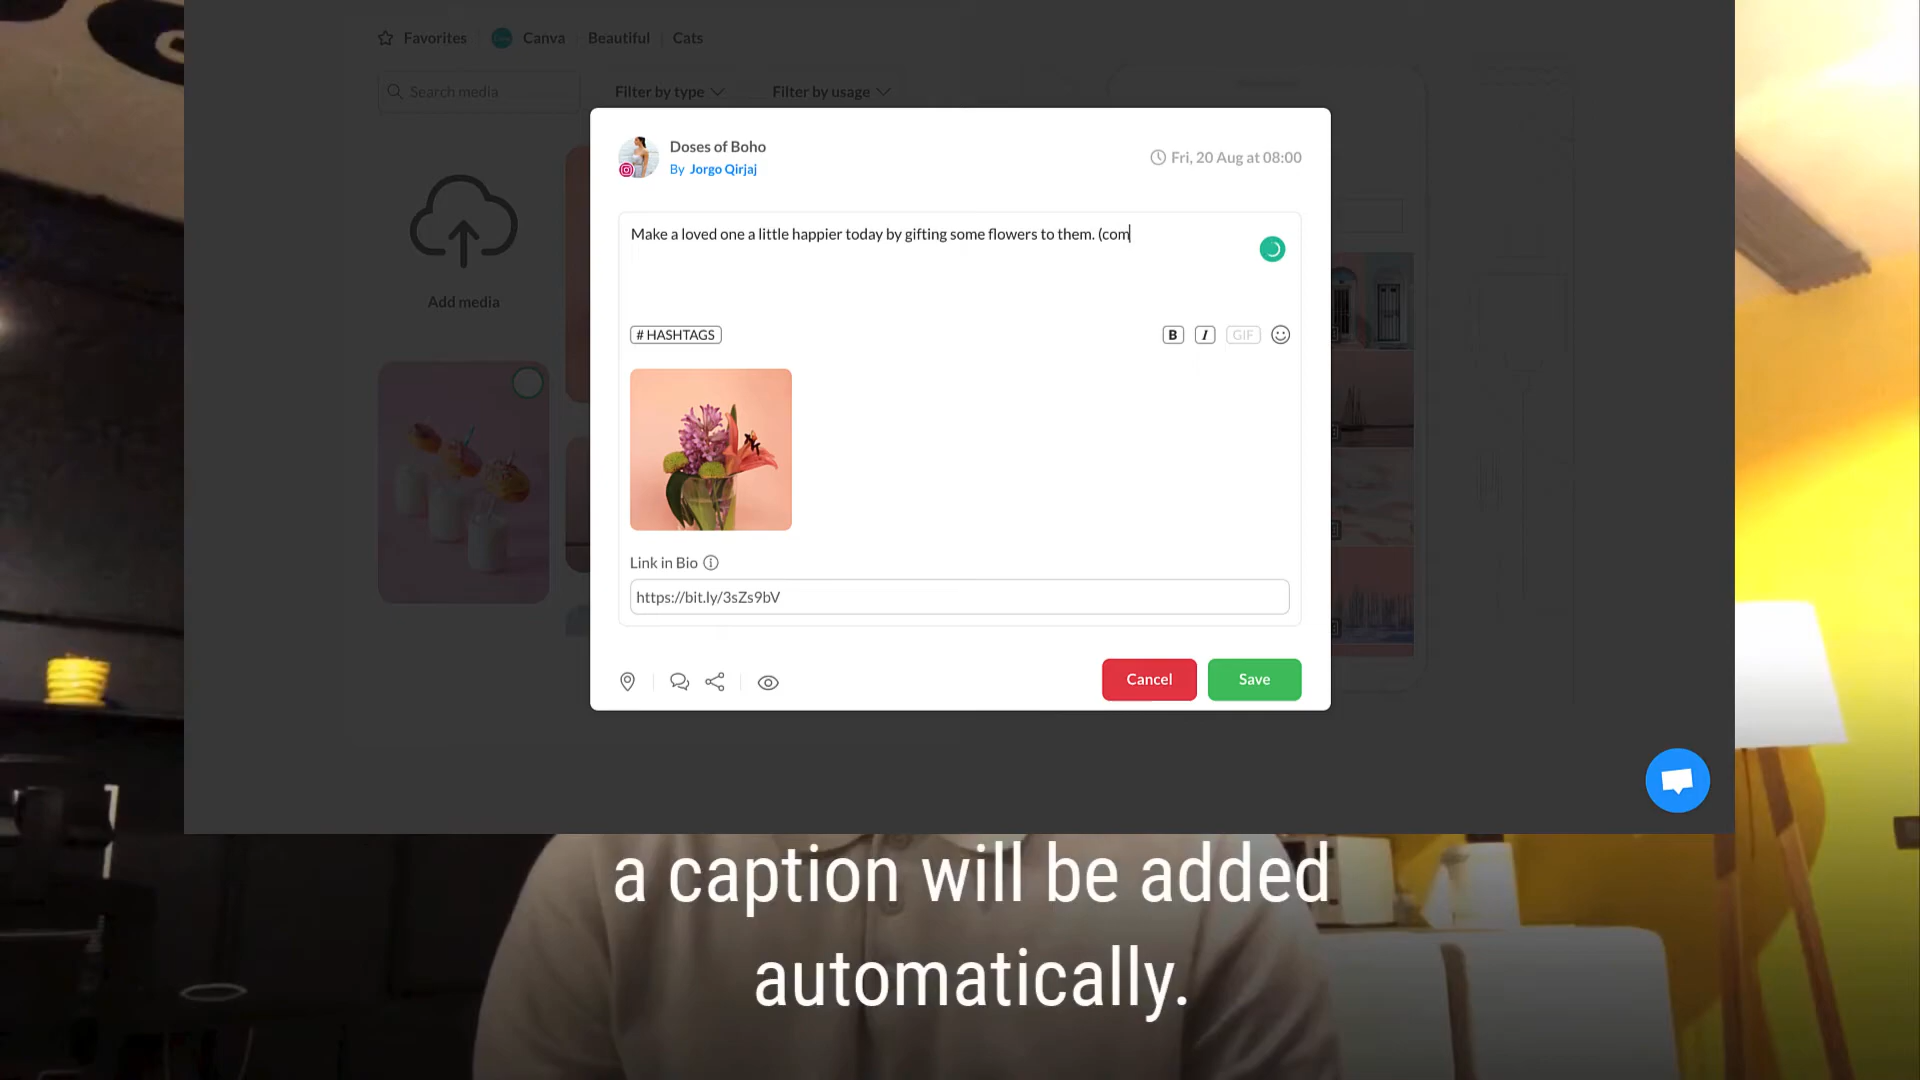 Favorites
Canva
Beautiful
Cats
Search media
Filter by type
Filter by usage
Doses of Boho
By Jorgo Qirjaj
Fri, 20 Aug at 08:00
Make a loved one a little happier today by gifting some flowers to them. (com
Add media
# HASHTAGS
B
I
GIF
Link in Bio
https://bit.ly/3sZs9bV
Cancel
Save
a caption will be added
automatically.